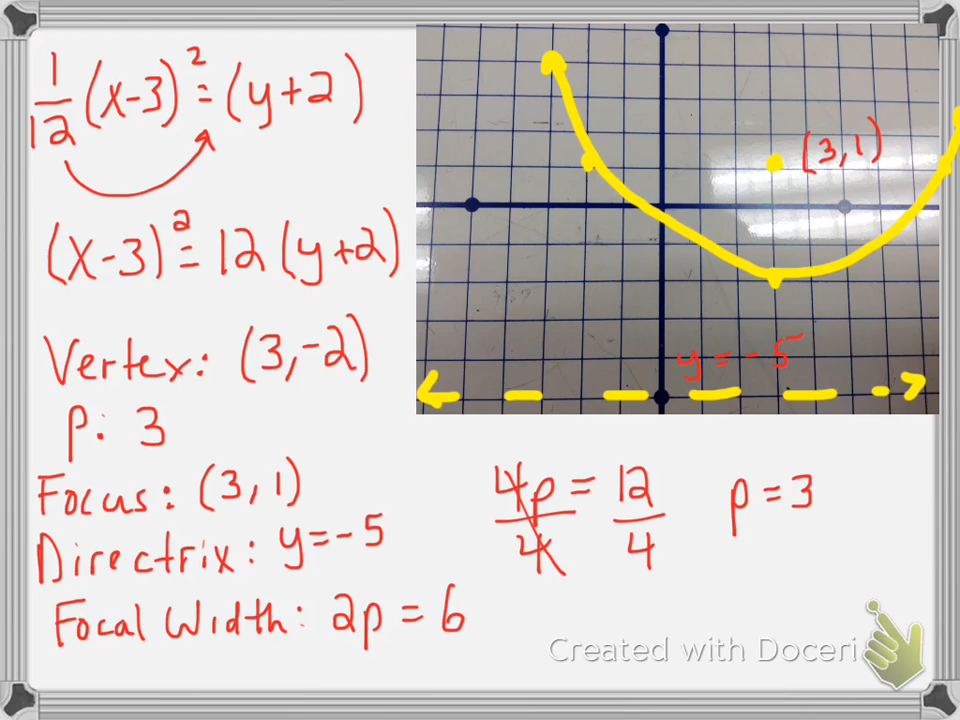 1/12 (x-3)² = (y+2)
(x-3)² = 12 (y+2)
Vertex: (3,-2)
p: 3
Focus: (3,1)
Directrix: y=-5
Focal Width: 2p = 6
(3,1)
y = -5
4p/4 = 12/4 p = 3
Created with Doceri